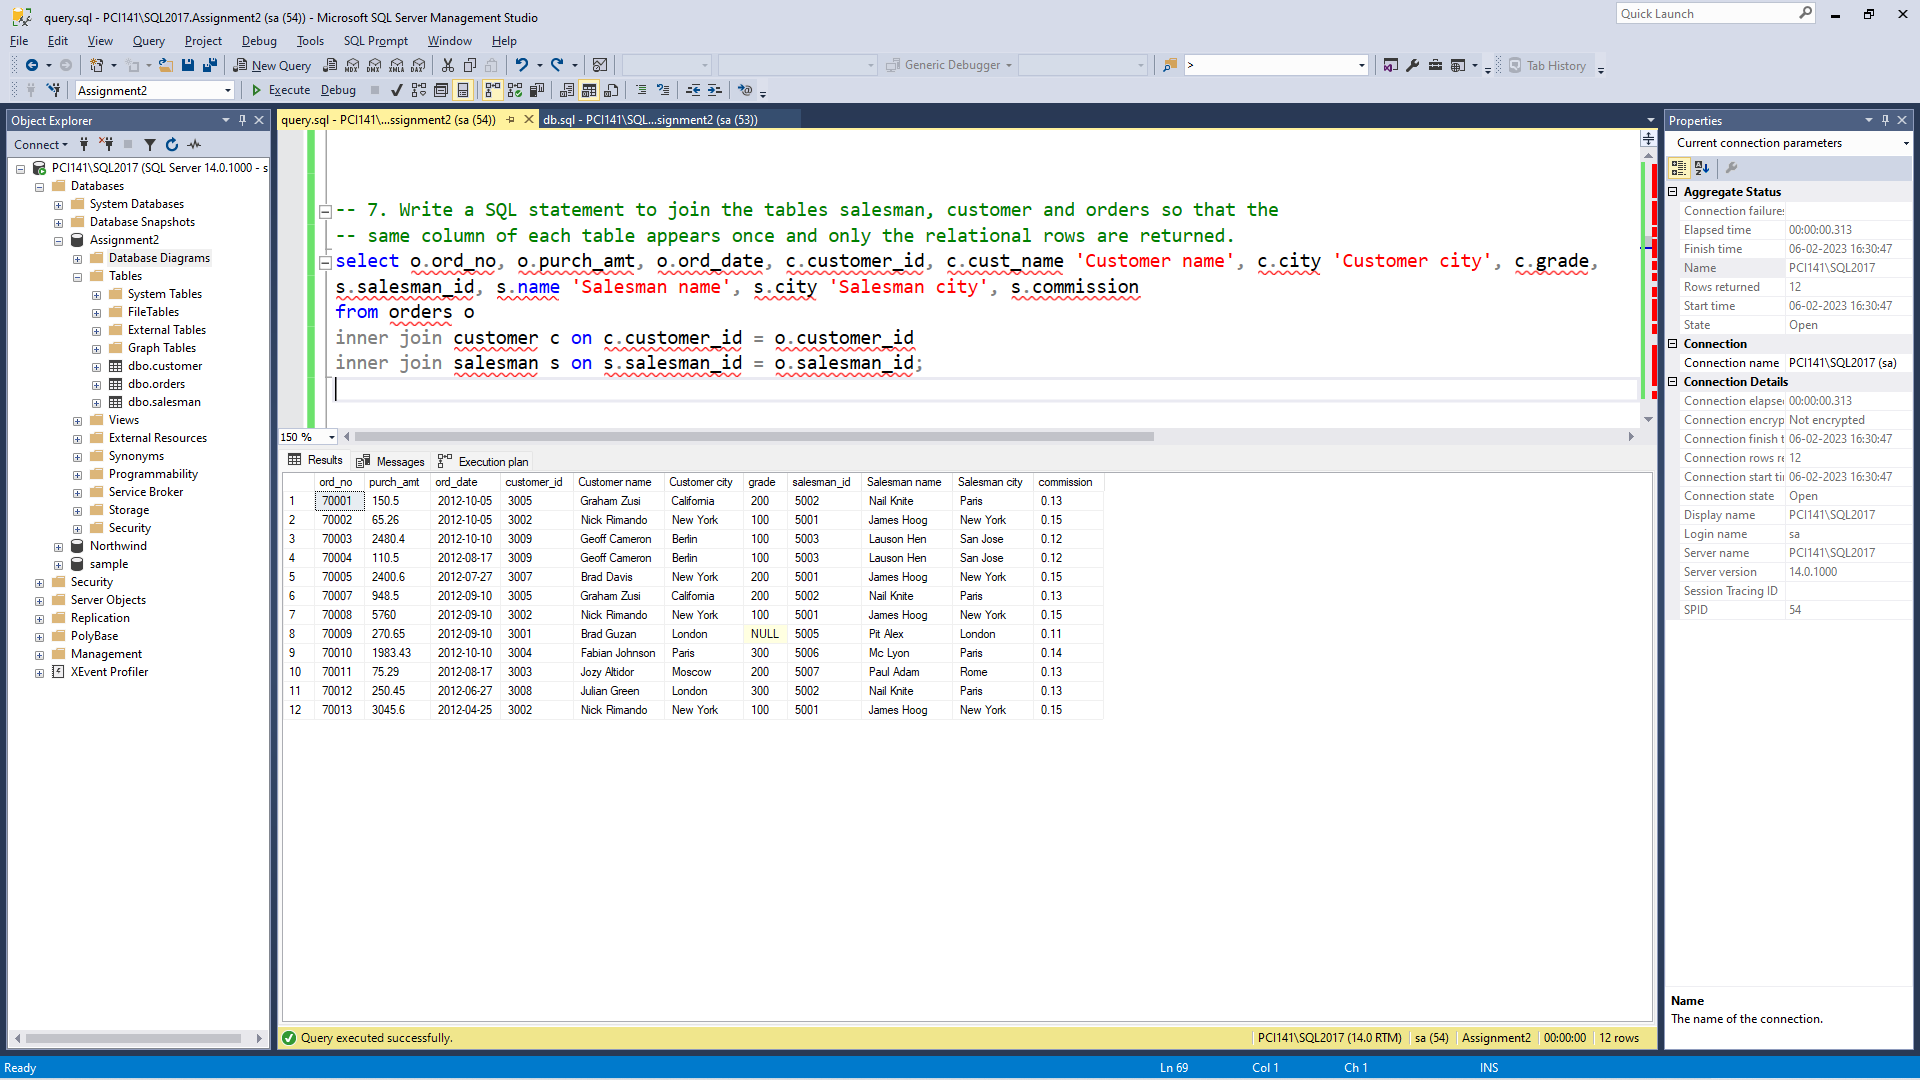 query.sql - PCI141\SQL2017.Assignment2 (sa (54)) - Microsoft SQL Server Management Studio
Quick Launch
File Edit View Query Project Debug Tools SQL Prompt Window Help
New Query MDX DMX XMLA DAX Generic Debugger > Tab History
Assignment2 Execute Debug
Object Explorer
Connect
PCI141\SQL2017 (SQL Server 14.0.1000 - s
Databases
System Databases
Database Snapshots
Assignment2
Database Diagrams
Tables
System Tables
FileTables
External Tables
Graph Tables
dbo.customer
dbo.orders
dbo.salesman
Views
External Resources
Synonyms
Programmability
Service Broker
Storage
Security
Northwind
sample
Security
Server Objects
Replication
PolyBase
Management
XEvent Profiler
query.sql - PCI141\...ssignment2 (sa (54)) db.sql - PCI141\SQL...signment2 (sa (53))
-- 7. Write a SQL statement to join the tables salesman, customer and orders so that the
-- same column of each table appears once and only the relational rows are returned.
select o.ord_no, o.purch_amt, o.ord_date, c.customer_id, c.cust_name 'Customer name', c.city 'Customer city', c.grade,
s.salesman_id, s.name 'Salesman name', s.city 'Salesman city', s.commission
from orders o
inner join customer c on c.customer_id = o.customer_id
inner join salesman s on s.salesman_id = o.salesman_id;
150 %
Results Messages Execution plan
ord_no purch_amt ord_date customer_id Customer name Customer city grade salesman_id Salesman name Salesman city commission
1 70001 150.5 2012-10-05 3005 Graham Zusi California 200 5002 Nail Knite Paris 0.13
2 70002 65.26 2012-10-05 3002 Nick Rimando New York 100 5001 James Hoog New York 0.15
3 70003 2480.4 2012-10-10 3009 Geoff Cameron Berlin 100 5003 Lauson Hen San Jose 0.12
4 70004 110.5 2012-08-17 3009 Geoff Cameron Berlin 100 5003 Lauson Hen San Jose 0.12
5 70005 2400.6 2012-07-27 3007 Brad Davis New York 200 5001 James Hoog New York 0.15
6 70007 948.5 2012-09-10 3005 Graham Zusi California 200 5002 Nail Knite Paris 0.13
7 70008 5760 2012-09-10 3002 Nick Rimando New York 100 5001 James Hoog New York 0.15
8 70009 270.65 2012-09-10 3001 Brad Guzan London NULL 5005 Pit Alex London 0.11
9 70010 1983.43 2012-10-10 3004 Fabian Johnson Paris 300 5006 Mc Lyon Paris 0.14
10 70011 75.29 2012-08-17 3003 Jozy Altidor Moscow 200 5007 Paul Adam Rome 0.13
11 70012 250.45 2012-06-27 3008 Julian Green London 300 5002 Nail Knite Paris 0.13
12 70013 3045.6 2012-04-25 3002 Nick Rimando New York 100 5001 James Hoog New York 0.15
Query executed successfully. PCI141\SQL2017 (14.0 RTM) sa (54) Assignment2 00:00:00 12 rows
Properties
Current connection parameters
Aggregate Status
Connection failures
Elapsed time 00:00:00.313
Finish time 06-02-2023 16:30:47
Name PCI141\SQL2017
Rows returned 12
Start time 06-02-2023 16:30:47
State Open
Connection
Connection name PCI141\SQL2017 (sa)
Connection Details
Connection elapse 00:00:00.313
Connection encryp Not encrypted
Connection finish t 06-02-2023 16:30:47
Connection rows re 12
Connection start ti 06-02-2023 16:30:47
Connection state Open
Display name PCI141\SQL2017
Login name sa
Server name PCI141\SQL2017
Server version 14.0.1000
Session Tracing ID
SPID 54
Name
The name of the connection.
Ready Ln 69 Col 1 Ch 1 INS